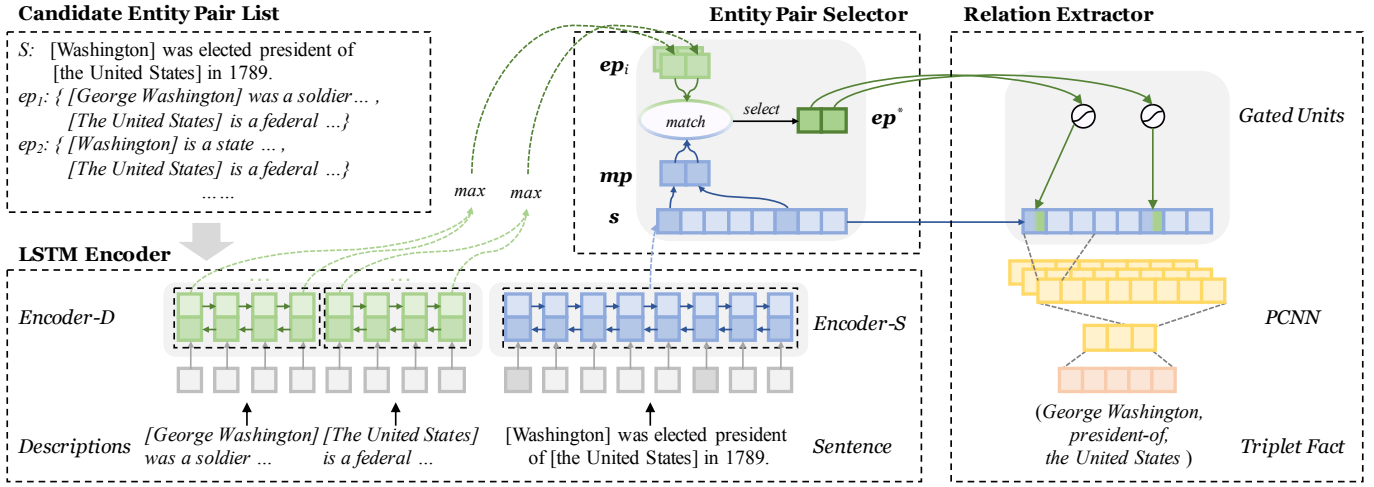 Candidate Entity Pair List
S: [Washington] was elected president of
[the United States] in 1789.
ep1: { [George Washington] was a soldier… ,
[The United States] is a federal …}
ep2: { [Washington] is a state … ,
[The United States] is a federal …}
……
LSTM Encoder
Encoder-D
…
…
Encoder-S
Descriptions
[George Washington]
was a soldier …
[The United States]
is a federal …
[Washington] was elected president
of [the United States] in 1789.
Sentence
max
max
Entity Pair Selector
epi
match
select
ep*
mp
s
Relation Extractor
Gated Units
PCNN
(George Washington,
president-of,
the United States )
Triplet Fact